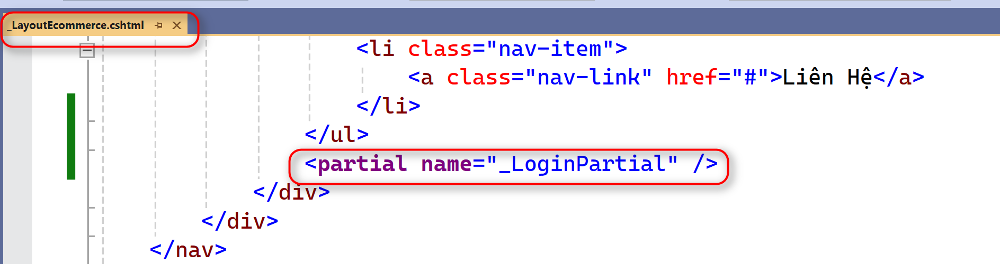 _LayoutEcommerce.cshtml
<li class="nav-item">
<a class="nav-link" href="#">Liên Hệ</a>
</li>
</ul>
<partial name="_LoginPartial" />
</div>
</div>
</nav>